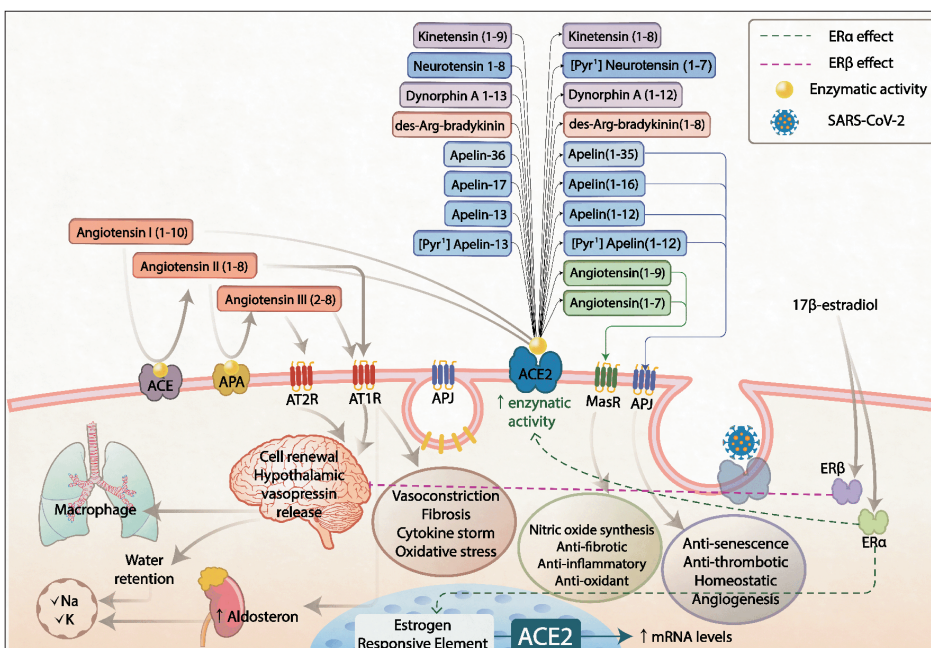 Kinetensin (1-9)
Neurotensin 1-8
Dynorphin A 1-13
des-Arg-bradykinin
Apelin-36
Apelin-17
Apelin-13
[Pyr¹] Apelin-13
Kinetensin (1-8)
[Pyr¹] Neurotensin (1-7)
Dynorphin A (1-12)
des-Arg-bradykinin(1-8)
Apelin(1-35)
Apelin(1-16)
Apelin(1-12)
[Pyr¹] Apelin(1-12)
Angiotensin(1-9)
Angiotensin(1-7)
ERα effect
ERβ effect
Enzymatic activity
SARS-CoV-2
Angiotensin I (1-10)
Angiotensin II (1-8)
Angiotensin III (2-8)
17β-estradiol
ACE
APA
AT2R
AT1R
APJ
ACE2
MasR
APJ
↑ enzynatic
activity
Macrophage
Cell renewal
Hypothalamic
vasopressin
release
Vasoconstriction
Fibrosis
Cytokine storm
Oxidative stress
Nitric oxide synthesis
Anti-fibrotic
Anti-inflammatory
Anti-oxidant
Anti-senescence
Anti-thrombotic
Homeostatic
Angiogenesis
ERβ
ERα
Water
retention
✓Na
✓K
↑ Aldosteron
Estrogen
Responsive Element
ACE2
↑ mRNA levels